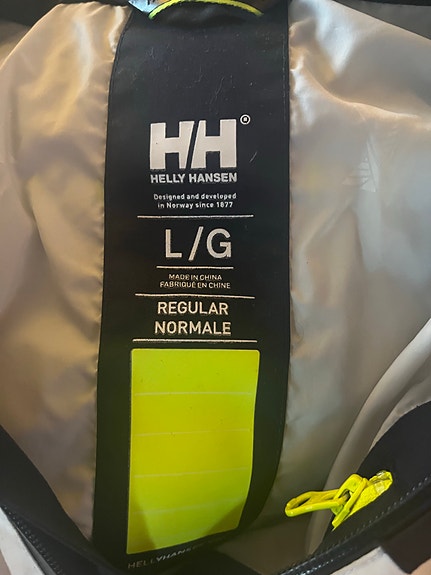 HH®
HELLY HANSEN
Designed and developed
in Norway since 1877
L/G
MADE IN CHINA
FABRIQUÉ EN CHINE
REGULAR
NORMALE
HELLYHANSEN